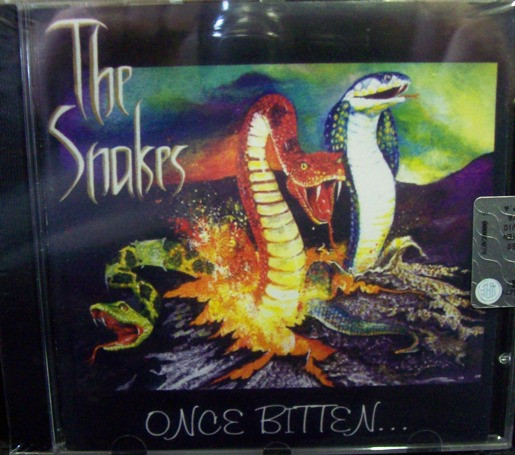 The
Snakes
ONCE BITTEN...